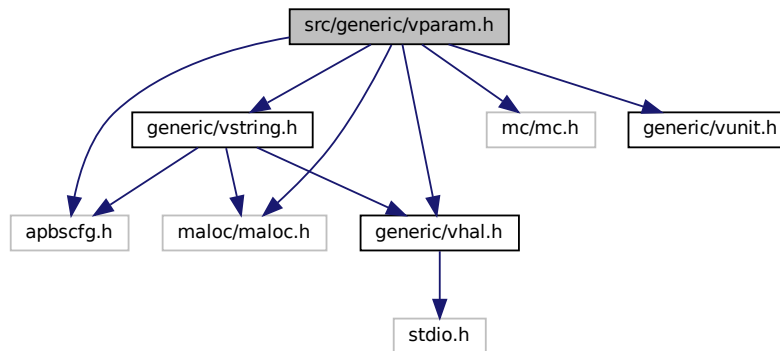 src/generic/vparam.h
generic/vstring.h
mc/mc.h
generic/vunit.h
apbscfg.h
maloc/maloc.h
generic/vhal.h
stdio.h